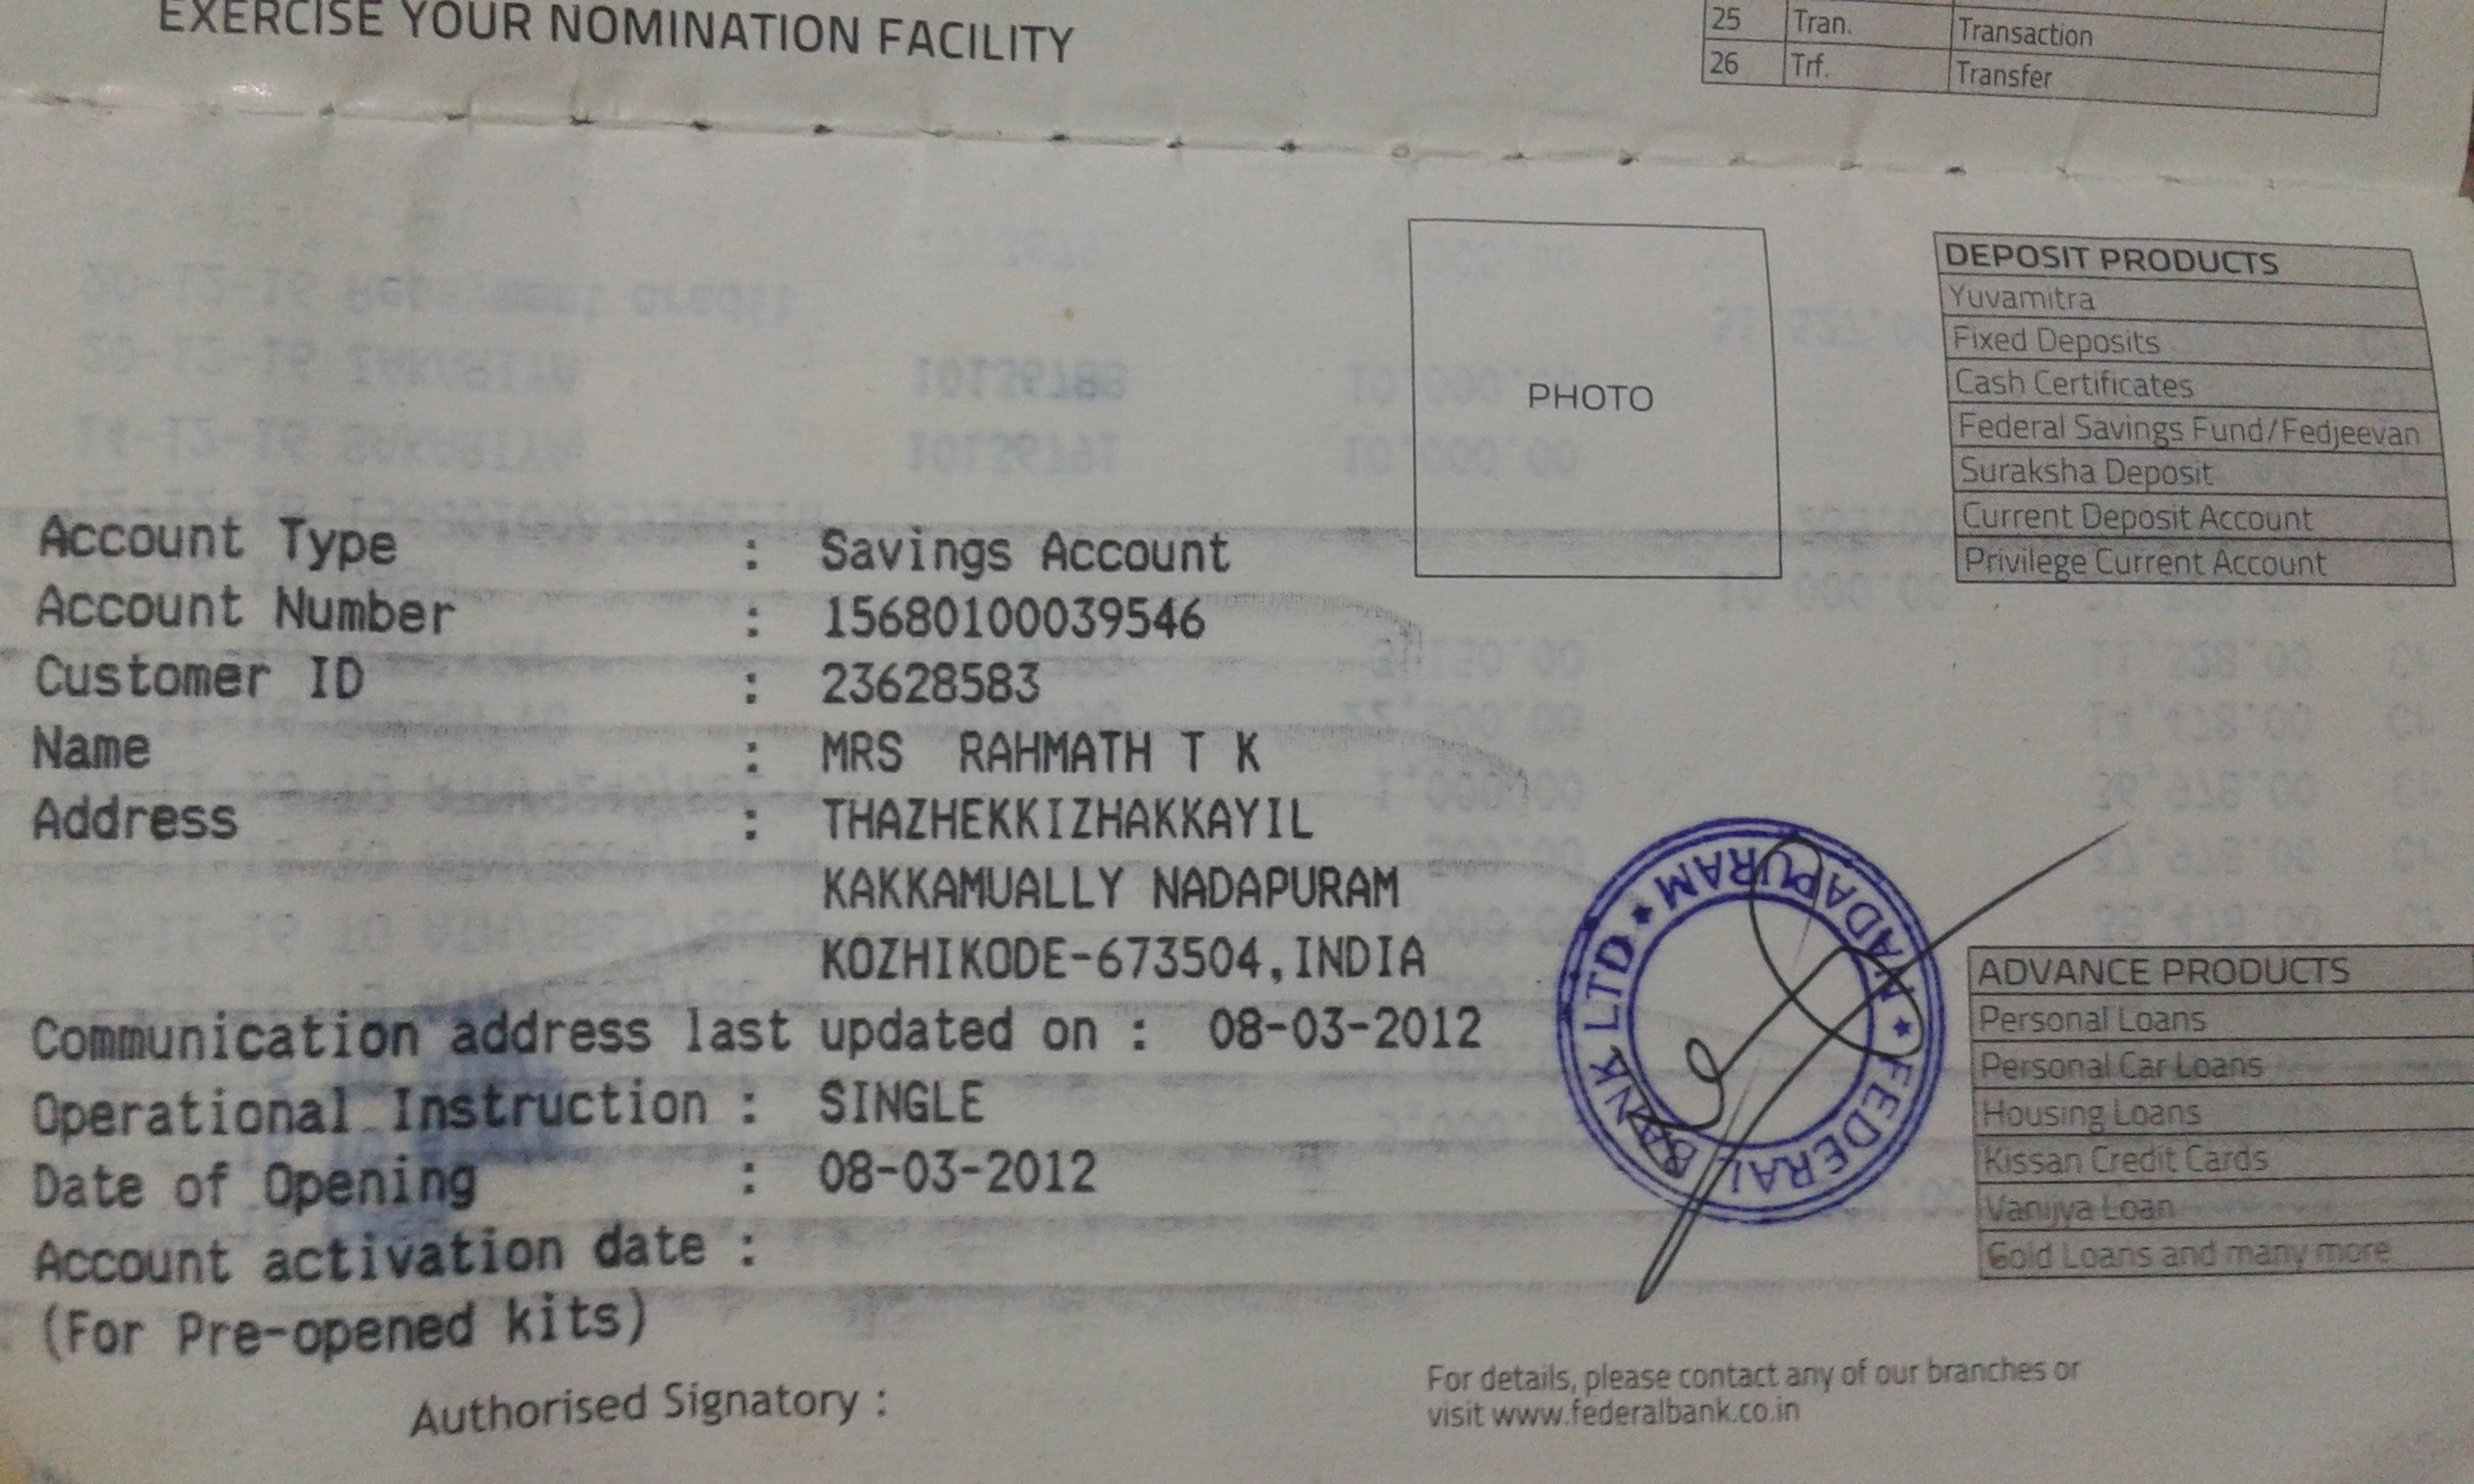 EXERCISE YOUR NOMINATION FACILITY
25 Tran. Transaction
26 Trf. Transfer
PHOTO
DEPOSIT PRODUCTS
Yuvamitra
Fixed Deposits
Cash Certificates
Federal Savings Fund/Fedjeevan
Suraksha Deposit
Current Deposit Account
Privilege Current Account
Account Type : Savings Account
Account Number : 15680100039546
Customer ID : 23628583
Name : MRS RAHMATH T K
Address : THAZHEKKIZHAKKAYIL
KAKKAMUALLY NADAPURAM
KOZHIKODE-673504,INDIA
Communication address last updated on : 08-03-2012
Operational Instruction : SINGLE
Date of Opening : 08-03-2012
Account activation date :
(For Pre-opened kits)
Authorised Signatory :
FEDERAL BANK LTD ★ NADAPURAM ★
ADVANCE PRODUCTS
Personal Loans
Personal Car Loans
Housing Loans
Kissan Credit Cards
Vanijya Loan
Gold Loans and many more
For details, please contact any of our branches or
visit www.federalbank.co.in